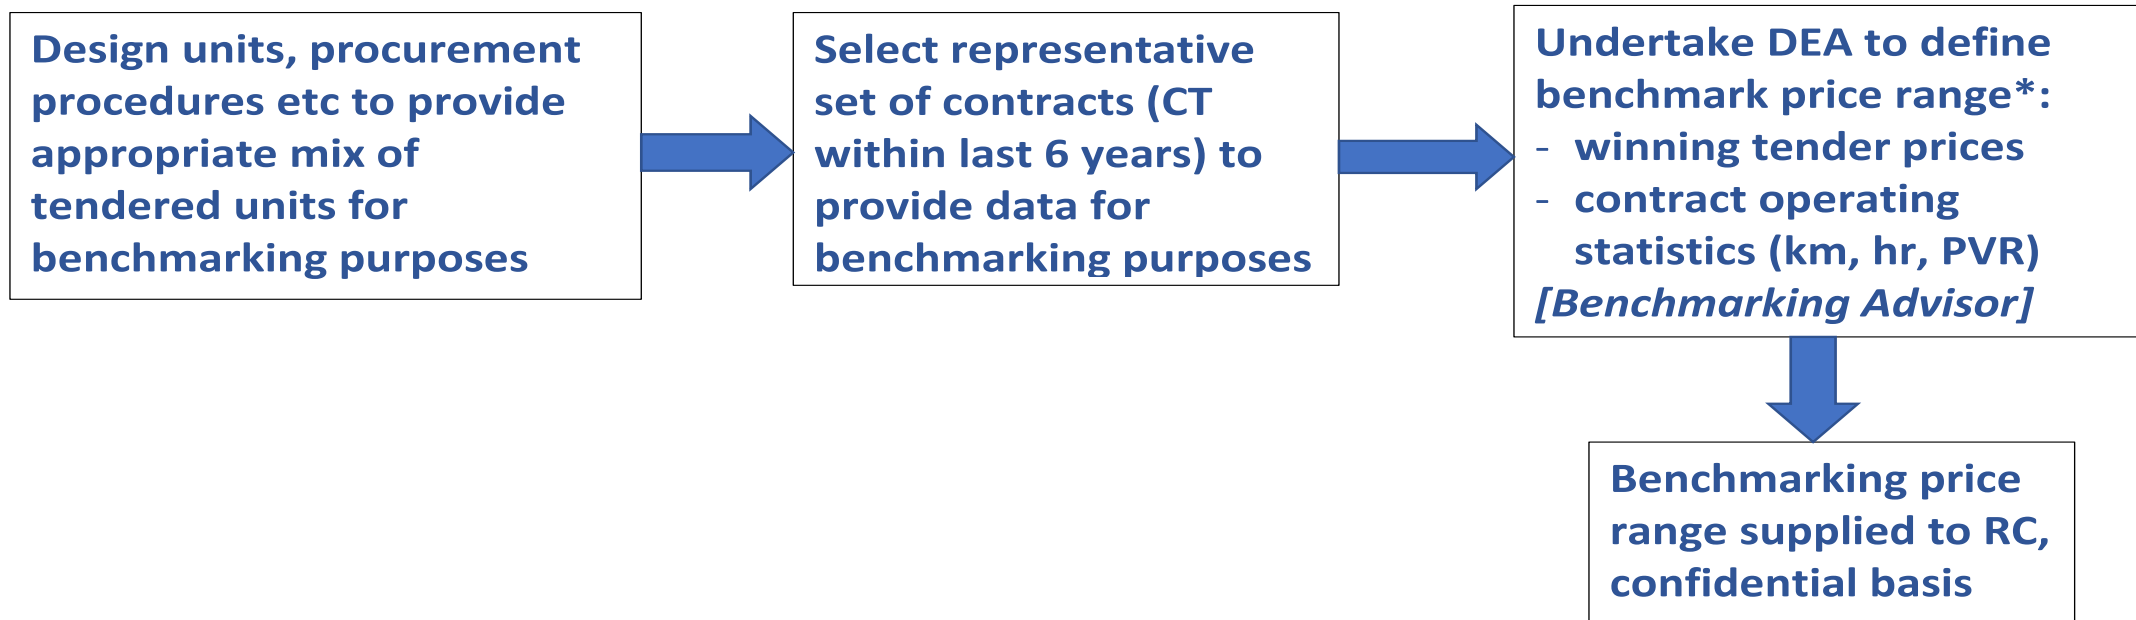 Design units, procurement
procedures etc to provide
appropriate mix of
tendered units for
benchmarking purposes
Select representative
set of contracts (CT
within last 6 years) to
provide data for
benchmarking purposes
Undertake DEA to define
benchmark price range*:
- winning tender prices
- contract operating
statistics (km, hr, PVR)
[Benchmarking Advisor]
Benchmarking price
range supplied to RC,
confidential basis